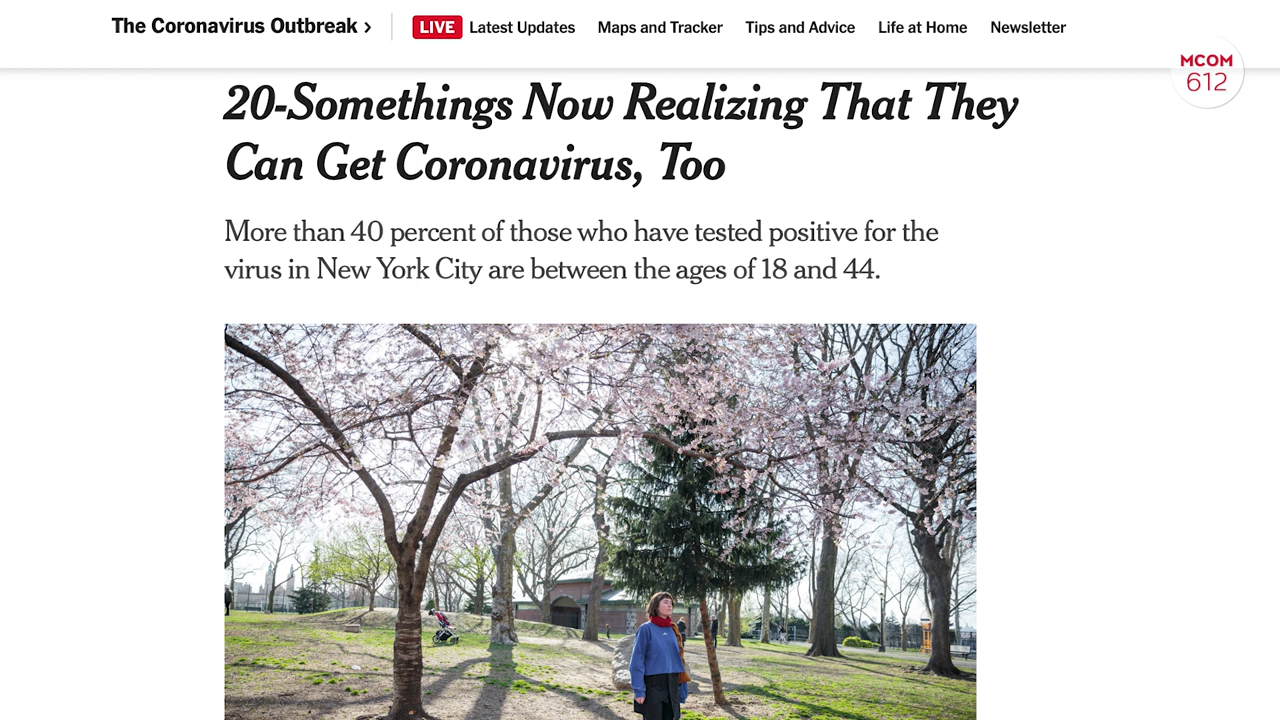 The Coronavirus Outbreak › LIVE Latest Updates Maps and Tracker Tips and Advice Life at Home Newsletter
MCOM
612
20-Somethings Now Realizing That They
Can Get Coronavirus, Too
More than 40 percent of those who have tested positive for the
virus in New York City are between the ages of 18 and 44.